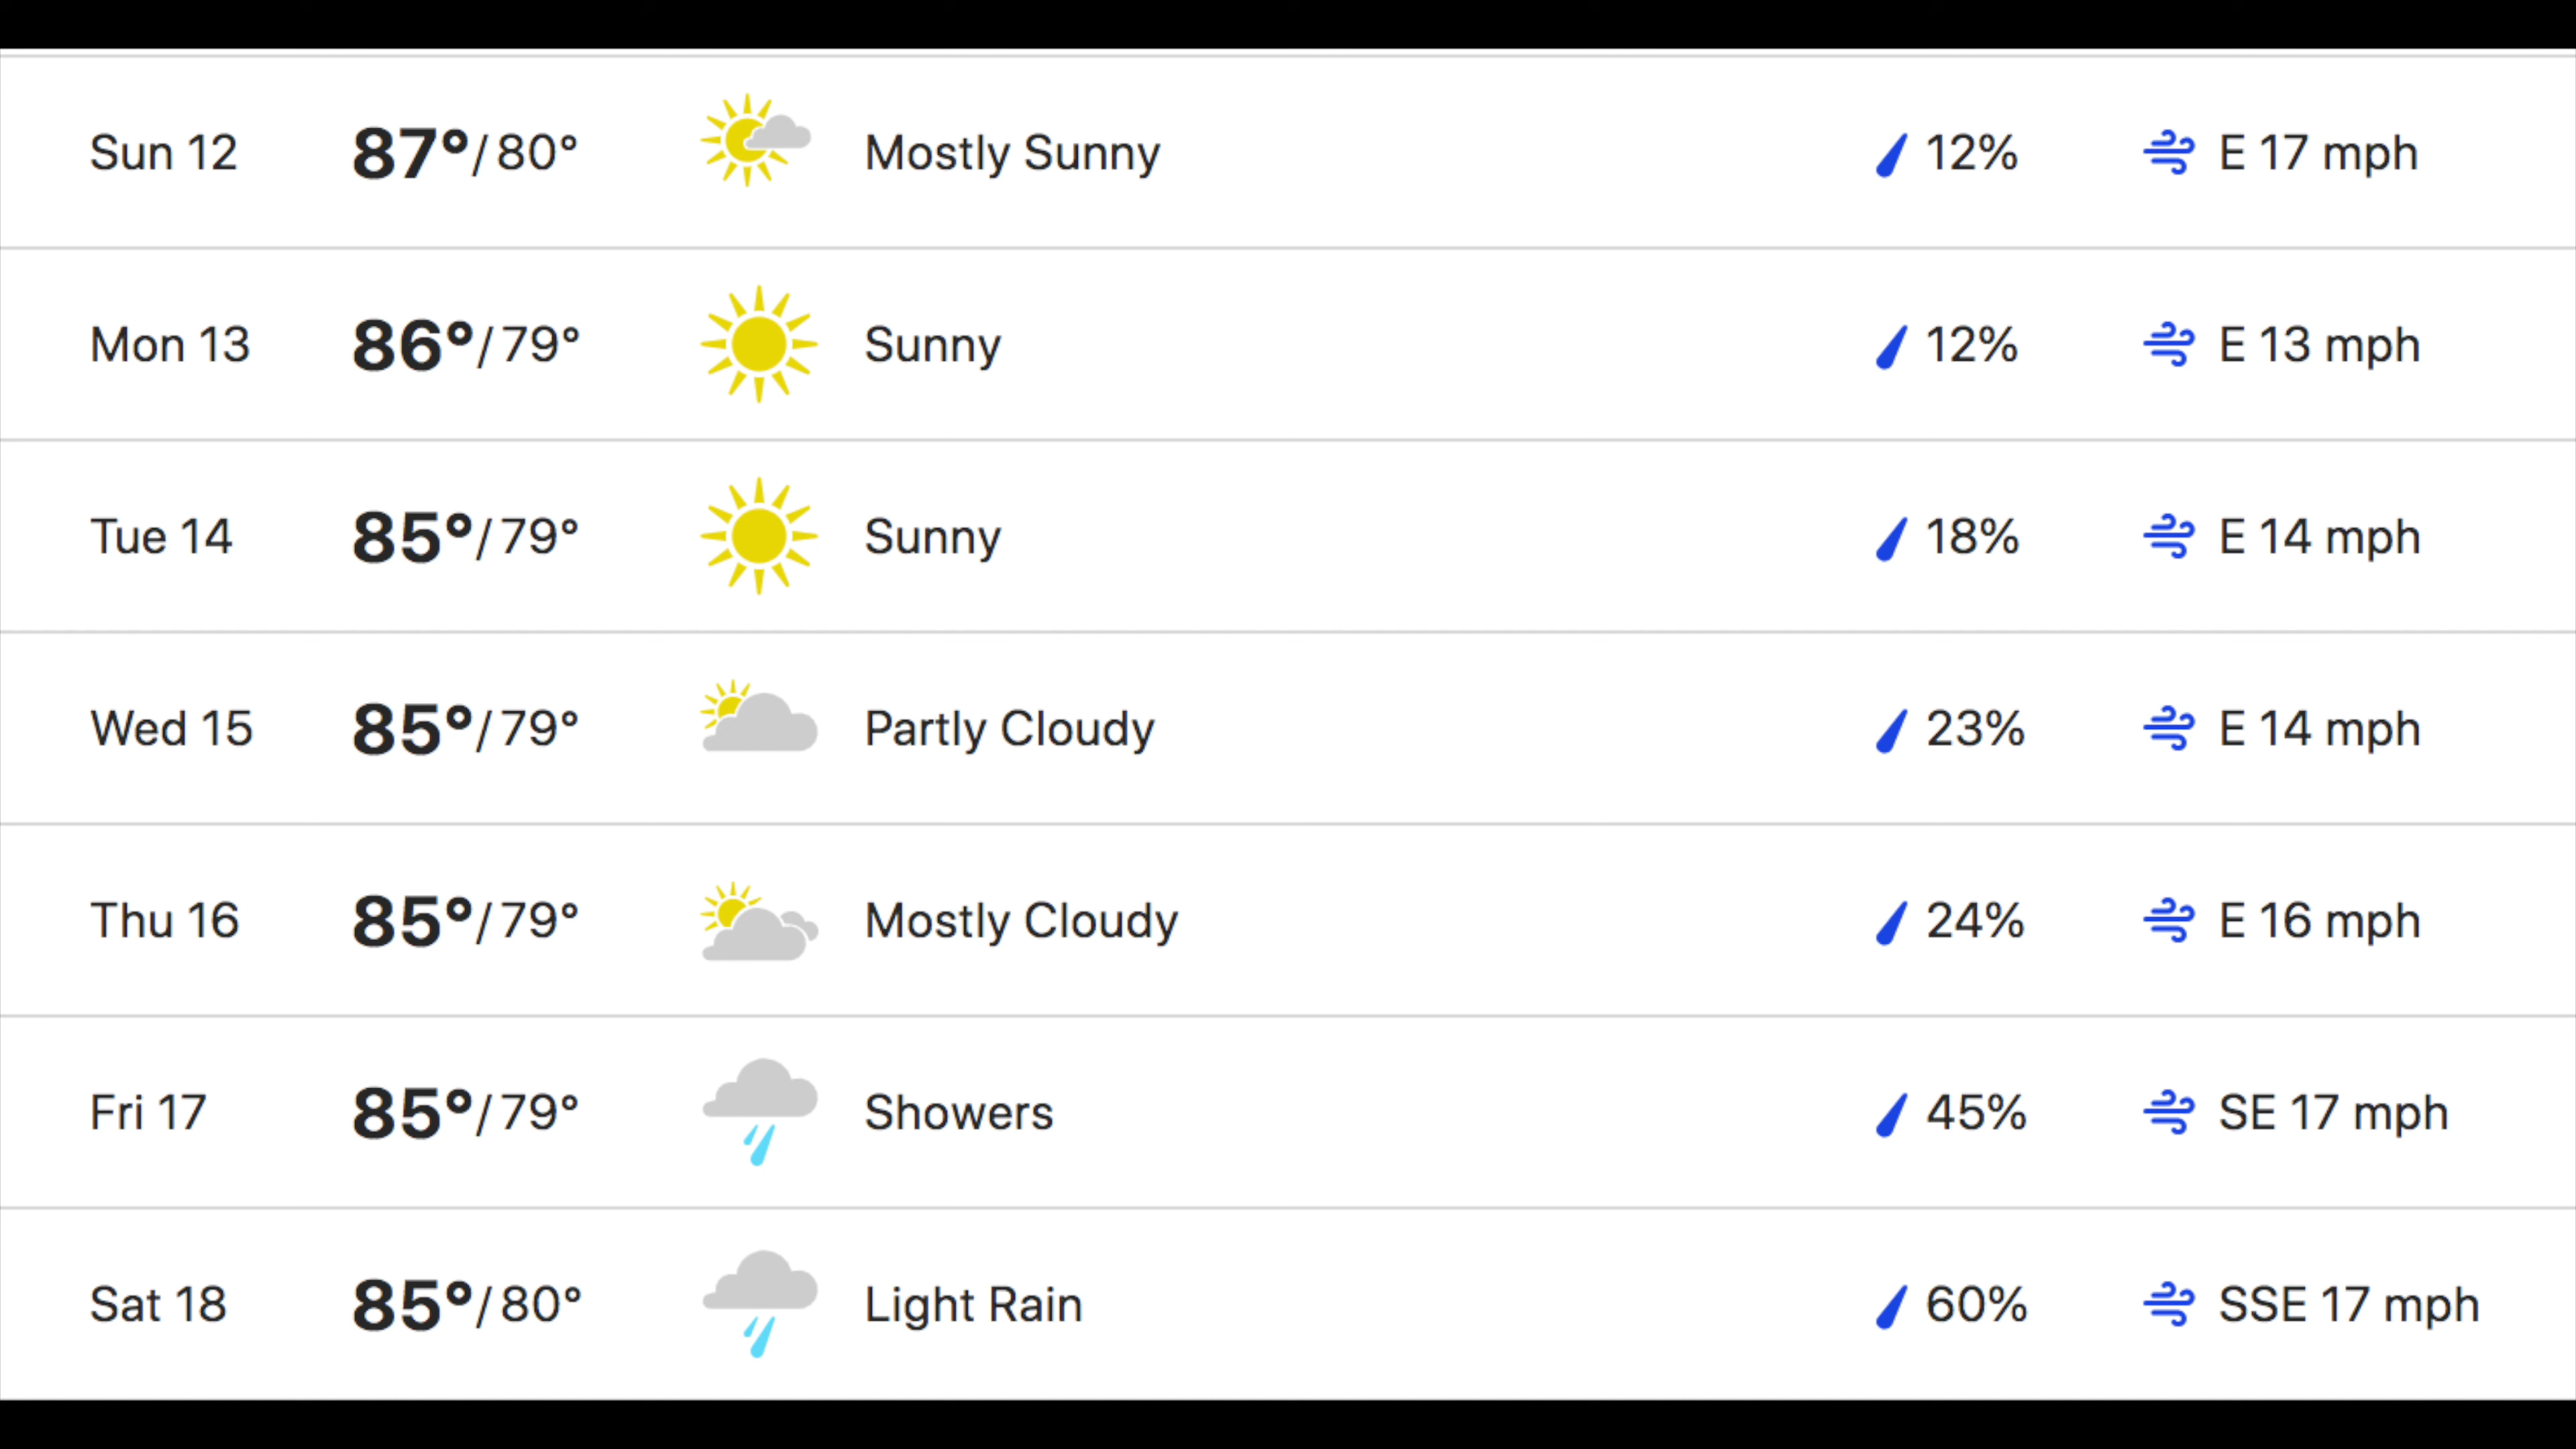 Sun 12 87°/80° Mostly Sunny 12% E 17 mph
Mon 13 86°/79° Sunny 12% E 13 mph
Tue 14 85°/79° Sunny 18% E 14 mph
Wed 15 85°/79° Partly Cloudy 23% E 14 mph
Thu 16 85°/79° Mostly Cloudy 24% E 16 mph
Fri 17 85°/79° Showers 45% SE 17 mph
Sat 18 85°/80° Light Rain 60% SSE 17 mph